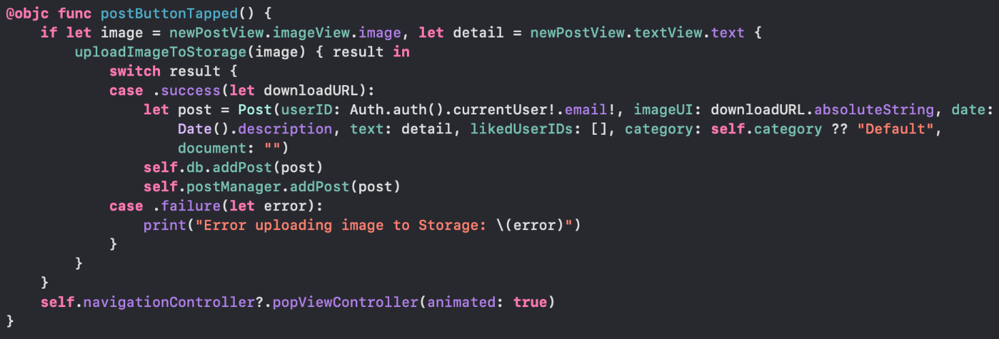 @objc func postButtonTapped() {
    if let image = newPostView.imageView.image, let detail = newPostView.textView.text {
        uploadImageToStorage(image) { result in
            switch result {
            case .success(let downloadURL):
                let post = Post(userID: Auth.auth().currentUser!.email!, imageUI: downloadURL.absoluteString, date:
                    Date().description, text: detail, likedUserIDs: [], category: self.category ?? "Default",
                    document: "")
                self.db.addPost(post)
                self.postManager.addPost(post)
            case .failure(let error):
                print("Error uploading image to Storage: \(error)")
            }
        }
    }
    self.navigationController?.popViewController(animated: true)
}